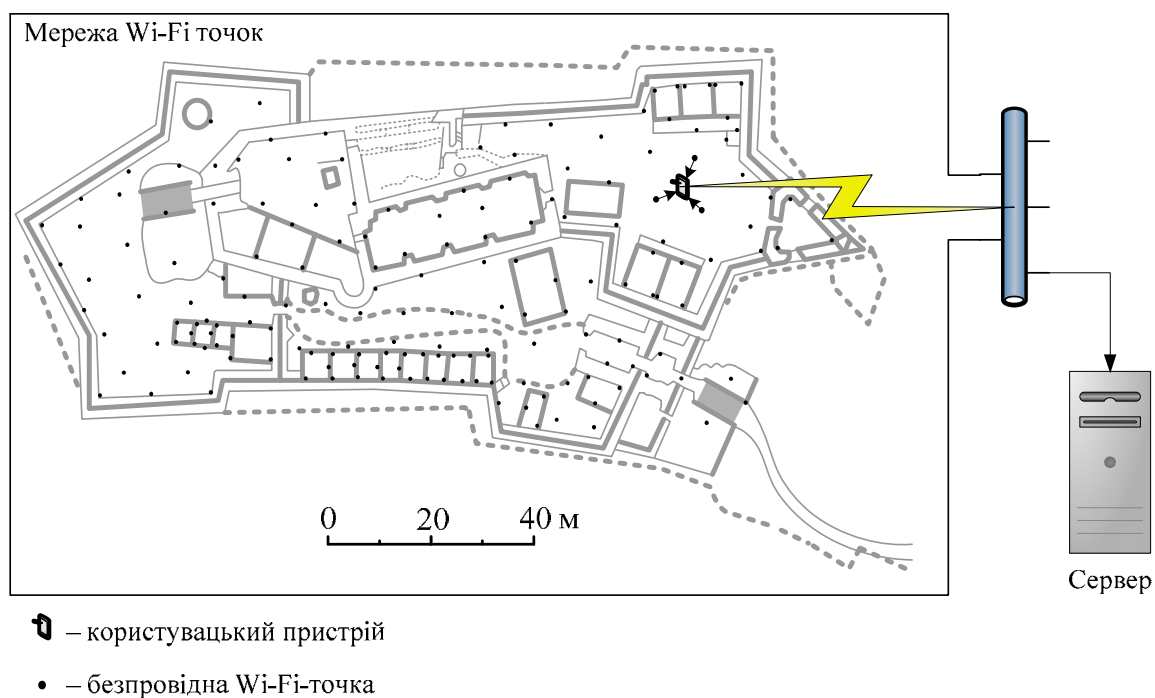 Мережа Wi-Fi точок
0 20 40 м
Сервер
– користувацький пристрій
– безпровідна Wi-Fi-точка